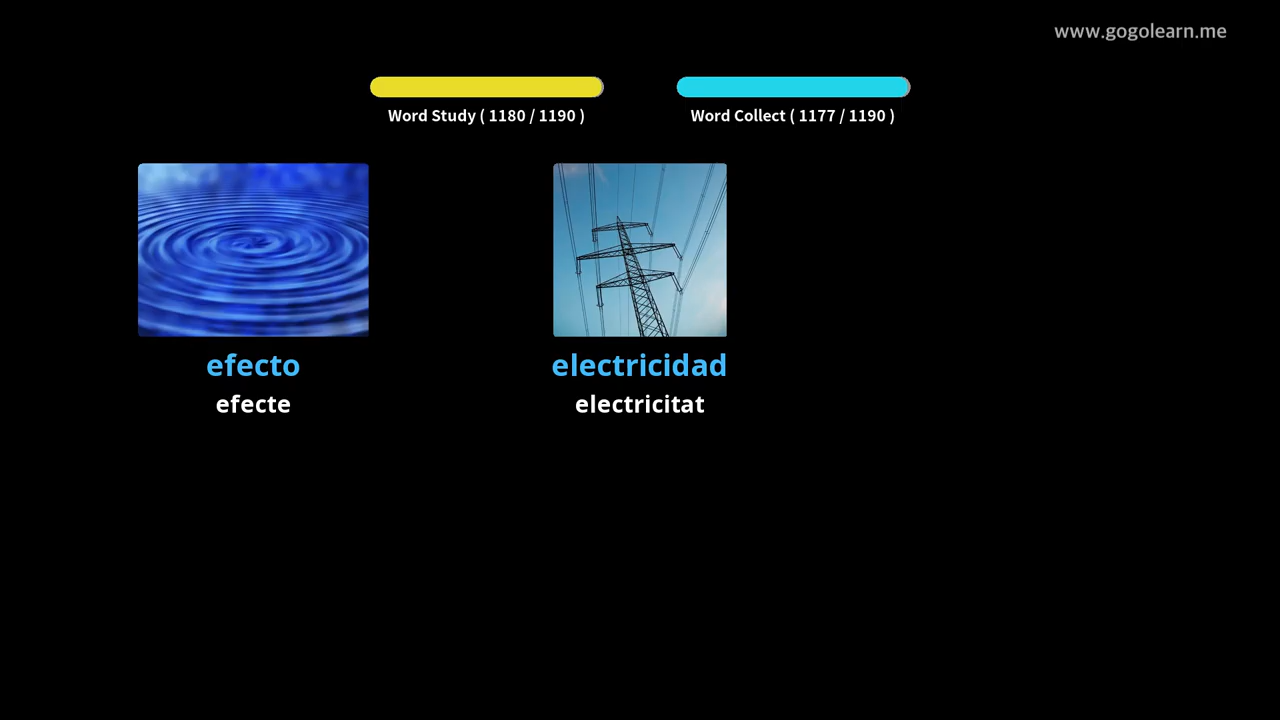 www.gogolearn.me
Word Study ( 1180 / 1190 )
Word Collect ( 1177 / 1190 )
efecto
efecte
electricidad
electricitat